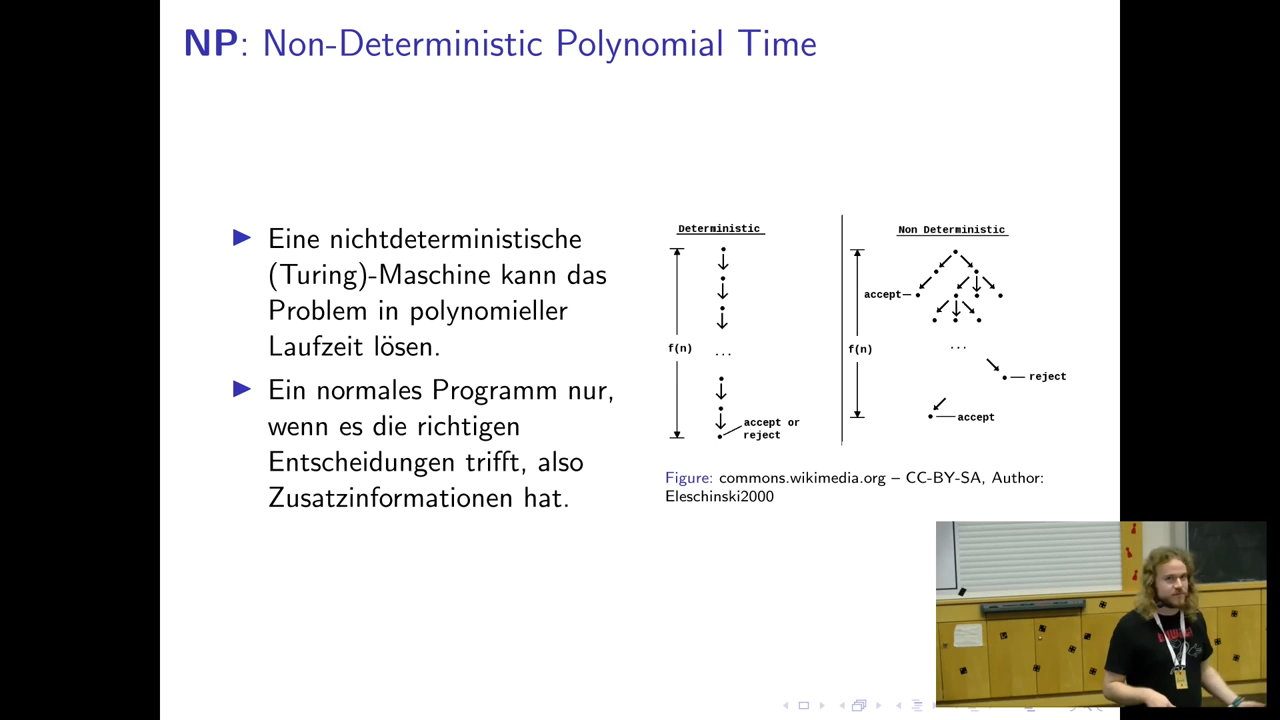 NP: Non-Deterministic Polynomial Time
Eine nichtdeterministische
(Turing)-Maschine kann das
Problem in polynomieller
Laufzeit lösen.
Ein normales Programm nur,
wenn es die richtigen
Entscheidungen trifft, also
Zusatzinformationen hat.
Deterministic
f(n)
...
accept or
reject
Non Deterministic
accept
f(n)
...
reject
accept
Figure: commons.wikimedia.org – CC-BY-SA, Author:
Eleschinski2000